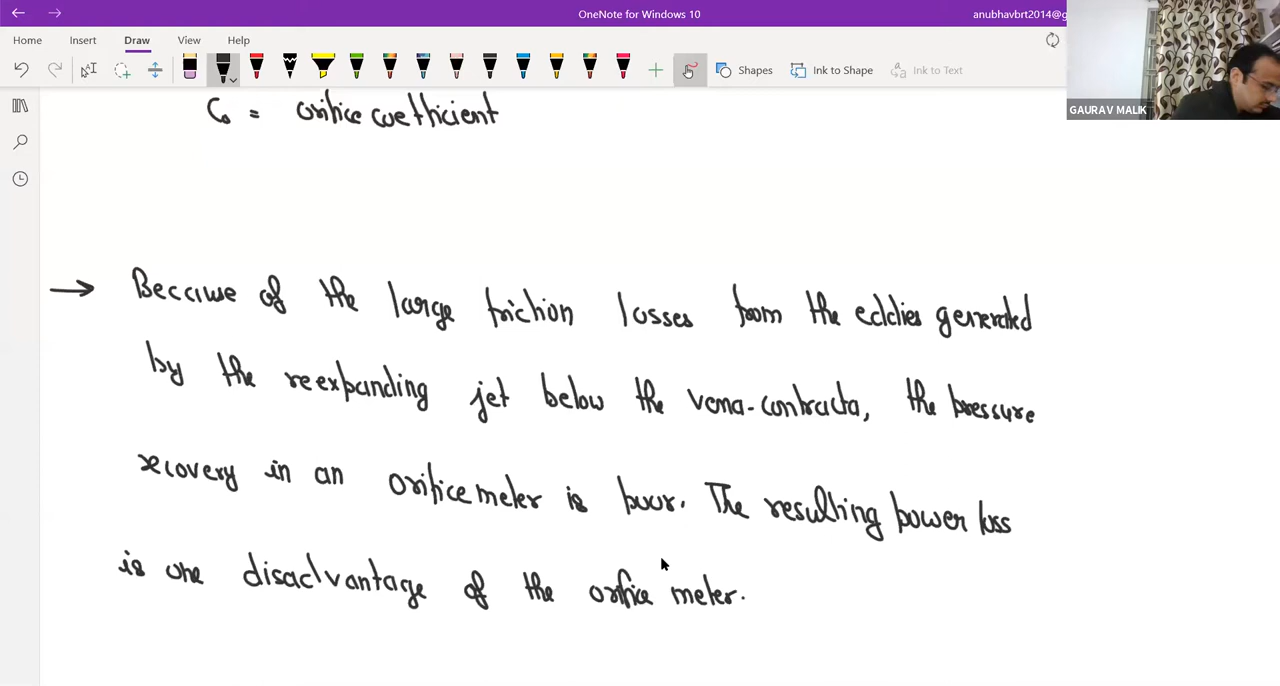 OneNote for Windows 10
anubhavbrt2014@g
Home Insert Draw View Help
Shapes Ink to Shape Ink to Text
GAURAV MALIK
C₀ = orifice coefficient
→ Because of the large friction losses from the eddies generated
by the reexpanding jet below the vena-contracta, the pressure
recovery in an orifice meter is poor. The resulting power loss
is one disadvantage of the orifice meter.